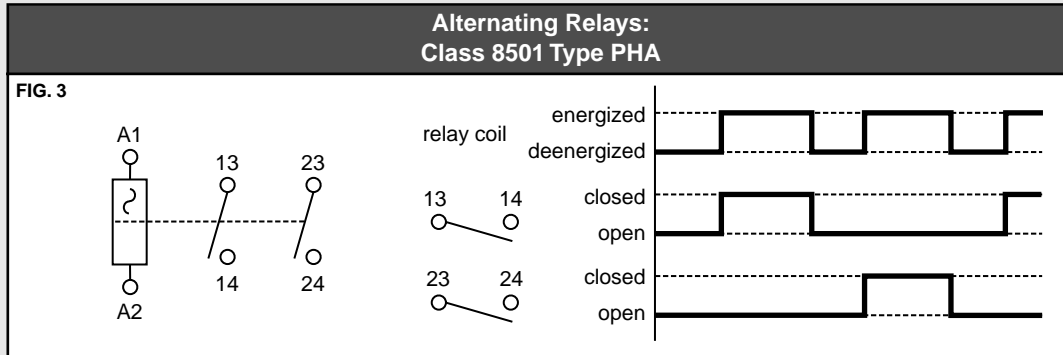 Alternating Relays:
Class 8501 Type PHA
FIG. 3
A1
13
23
14
24
A2
relay coil
energized
deenergized
13 14
closed
open
23 24
closed
open